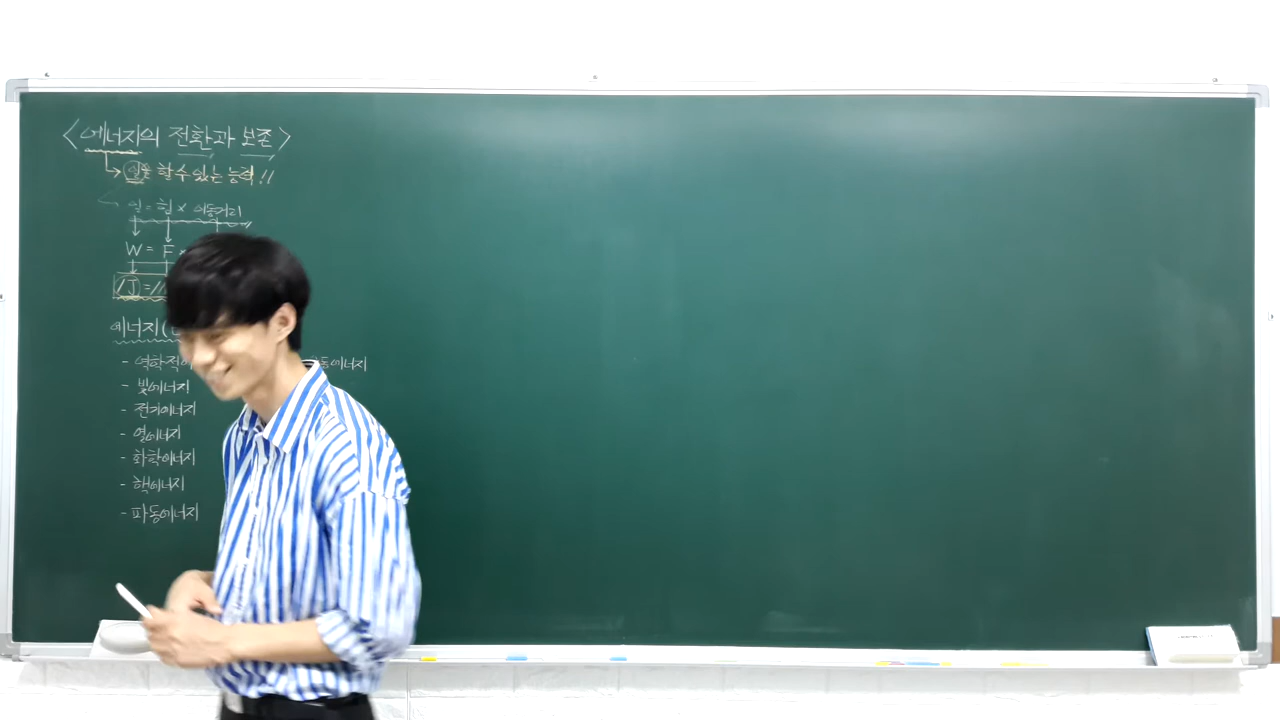 <에너지의 전환과 보존>
일을 할 수 있는 능력!!
일 = 힘 × 이동거리
W = F ×
1J =
에너지(
- 역학적에
동에너지
- 빛에너지
- 전기에너지
- 열에너지
- 화학에너지
- 핵에너지
- 파동에너지